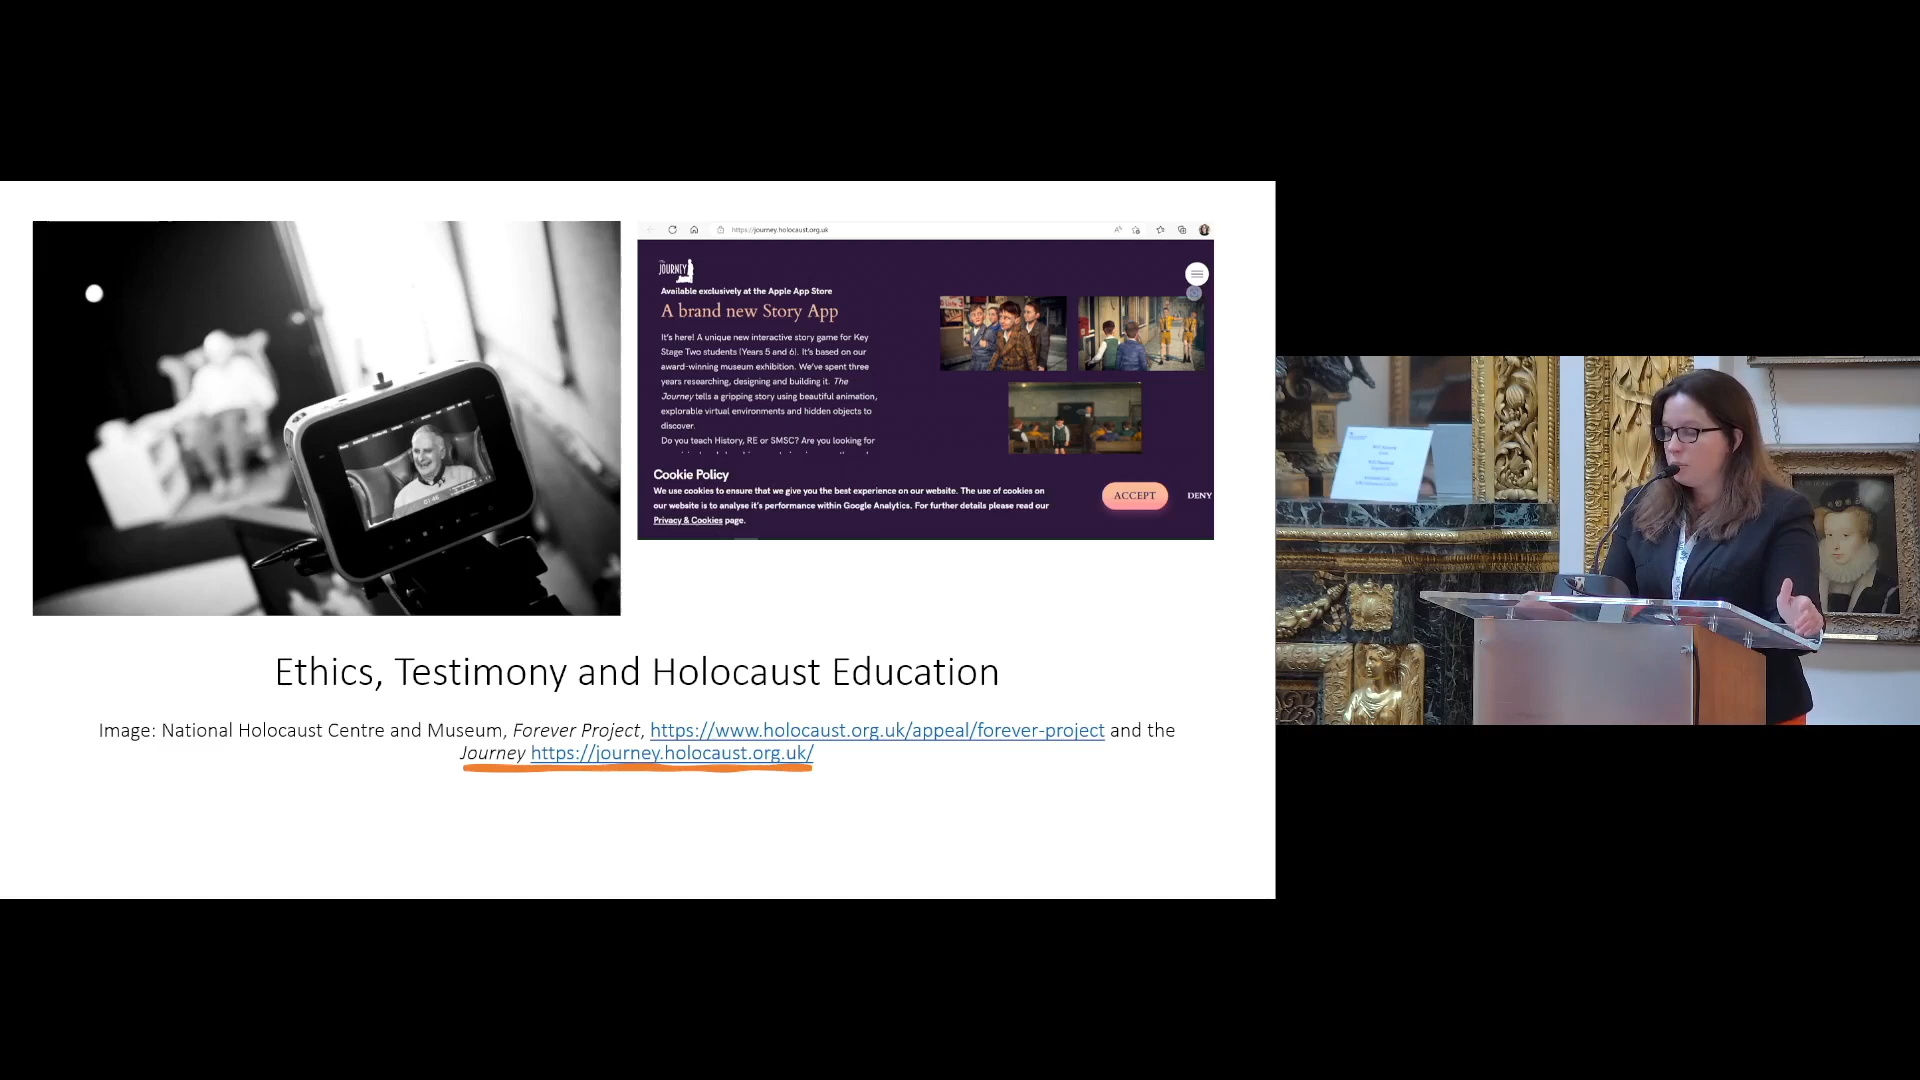 https://journey.holocaust.org.uk
JOURNEY
Available exclusively at the Apple App Store
A brand new Story App
It's here! A unique new interactive story game for Key
Stage Two students (Years 5 and 6). It's based on our
award-winning museum exhibition. We've spent three
years researching, designing and building it. The
Journey tells a gripping story using beautiful animation,
explorable virtual environments and hidden objects to
discover.
Do you teach History, RE or SMSC? Are you looking for
Cookie Policy
We use cookies to ensure that we give you the best experience on our website. The use of cookies on
our website is to analyse it's performance within Google Analytics. For further details please read our
Privacy & Cookies page.
ACCEPT
DENY
01:46
Ethics, Testimony and Holocaust Education
Image: National Holocaust Centre and Museum, Forever Project, https://www.holocaust.org.uk/appeal/forever-project and the
Journey https://journey.holocaust.org.uk/